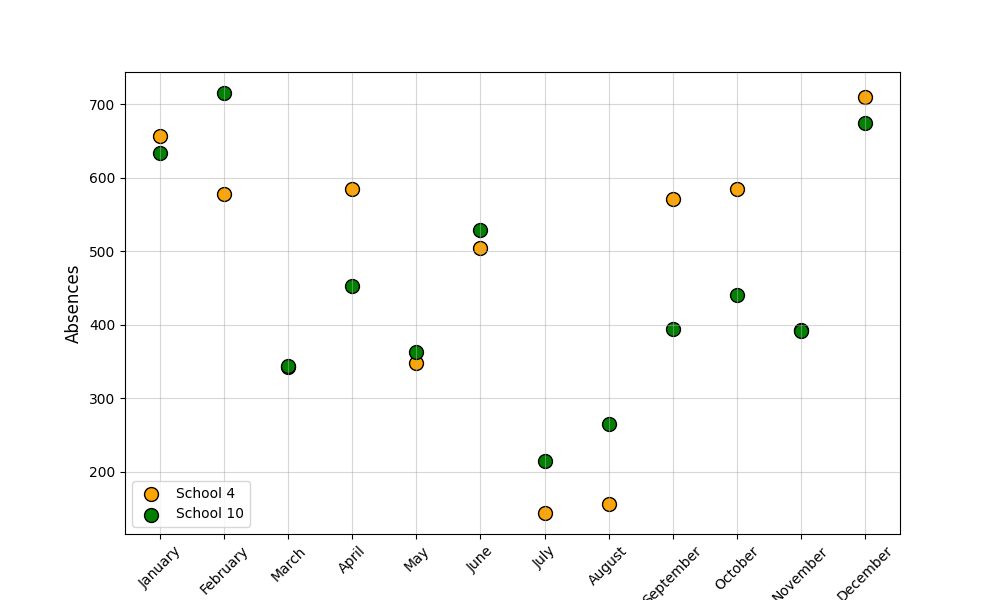 700
600
500
400
300
200
Absences
School 4
School 10
January
February
March
April
May
June
July
August
September
October
November
December